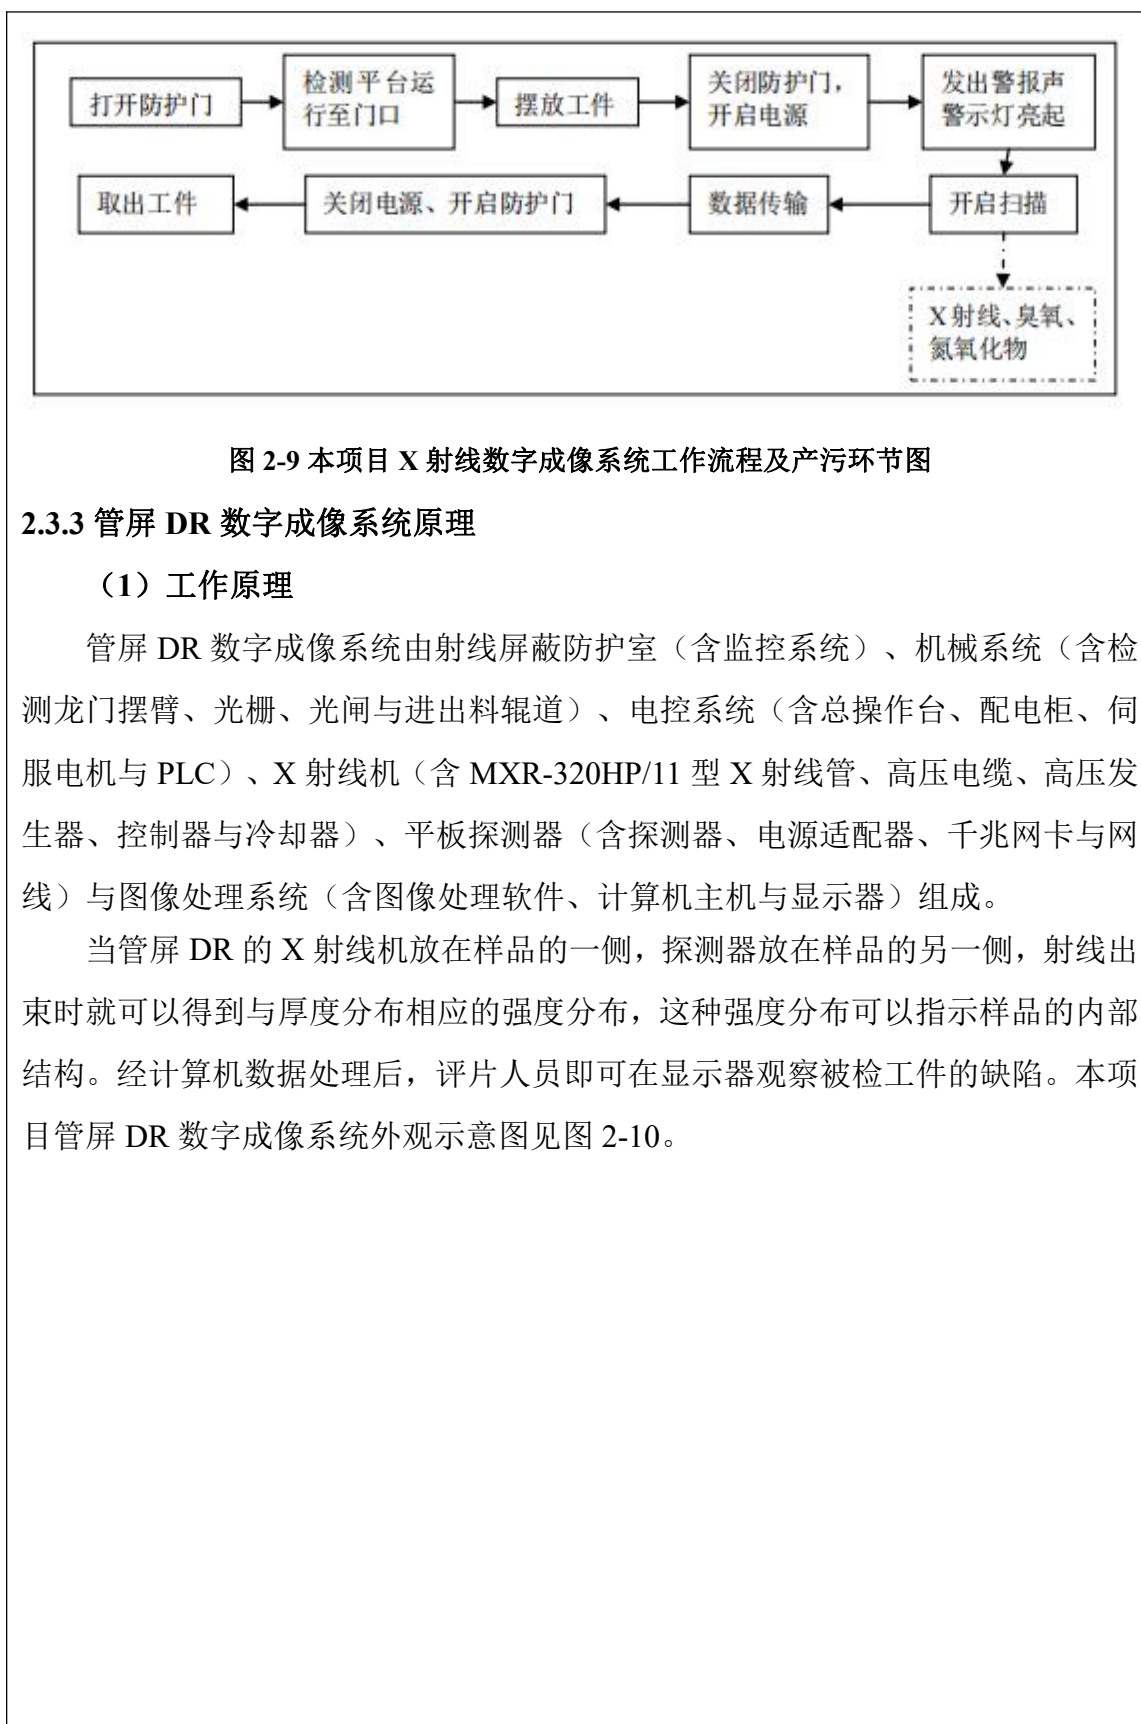 打开防护门
检测平台运
行至门口
摆放工件
关闭防护门，
开启电源
发出警报声
警示灯亮起
取出工件
关闭电源、开启防护门
数据传输
开启扫描
X 射线、臭氧、
氮氧化物
图 2-9 本项目 X 射线数字成像系统工作流程及产污环节图
2.3.3 管屏 DR 数字成像系统原理
（1）工作原理
管屏 DR 数字成像系统由射线屏蔽防护室（含监控系统）、机械系统（含检
测龙门摆臂、光栅、光闸与进出料辊道）、电控系统（含总操作台、配电柜、伺
服电机与 PLC）、X 射线机（含 MXR-320HP/11 型 X 射线管、高压电缆、高压发
生器、控制器与冷却器）、平板探测器（含探测器、电源适配器、千兆网卡与网
线）与图像处理系统（含图像处理软件、计算机主机与显示器）组成。
当管屏 DR 的 X 射线机放在样品的一侧，探测器放在样品的另一侧，射线出
束时就可以得到与厚度分布相应的强度分布，这种强度分布可以指示样品的内部
结构。经计算机数据处理后，评片人员即可在显示器观察被检工件的缺陷。本项
目管屏 DR 数字成像系统外观示意图见图 2-10。